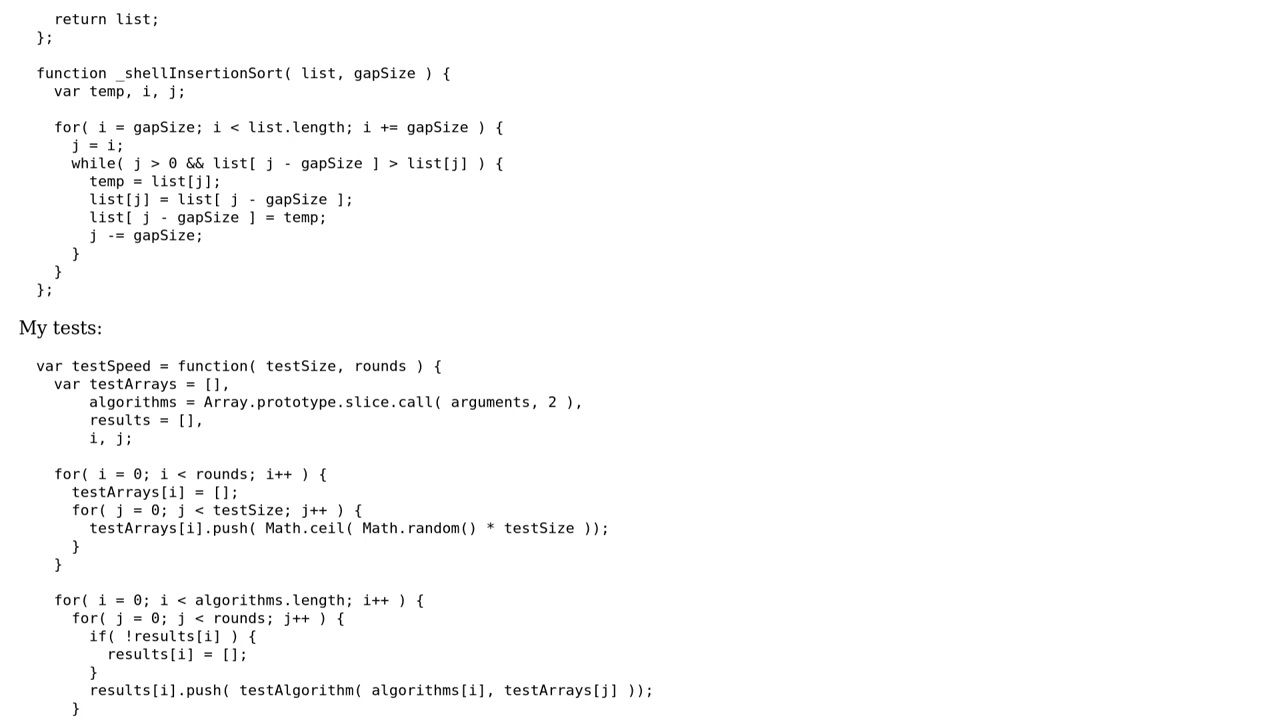 return list;
};
function _shellInsertionSort( list, gapSize ) {
var temp, i, j;
for( i = gapSize; i < list.length; i += gapSize ) {
j = i;
while( j > 0 && list[ j - gapSize ] > list[j] ) {
temp = list[j];
list[j] = list[ j - gapSize ];
list[ j - gapSize ] = temp;
j -= gapSize;
}
}
};
My tests:
var testSpeed = function( testSize, rounds ) {
var testArrays = [],
algorithms = Array.prototype.slice.call( arguments, 2 ),
results = [],
i, j;
for( i = 0; i < rounds; i++ ) {
testArrays[i] = [];
for( j = 0; j < testSize; j++ ) {
testArrays[i].push( Math.ceil( Math.random() * testSize ));
}
}
for( i = 0; i < algorithms.length; i++ ) {
for( j = 0; j < rounds; j++ ) {
if( !results[i] ) {
results[i] = [];
}
results[i].push( testAlgorithm( algorithms[i], testArrays[j] ));
}